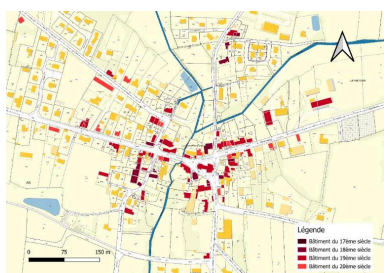 Légende
Bâtiment du 17ème siècle
Bâtiment du 18ème siècle
Bâtiment du 19ème siècle
Bâtiment du 20ème siècle
0 75 150 m